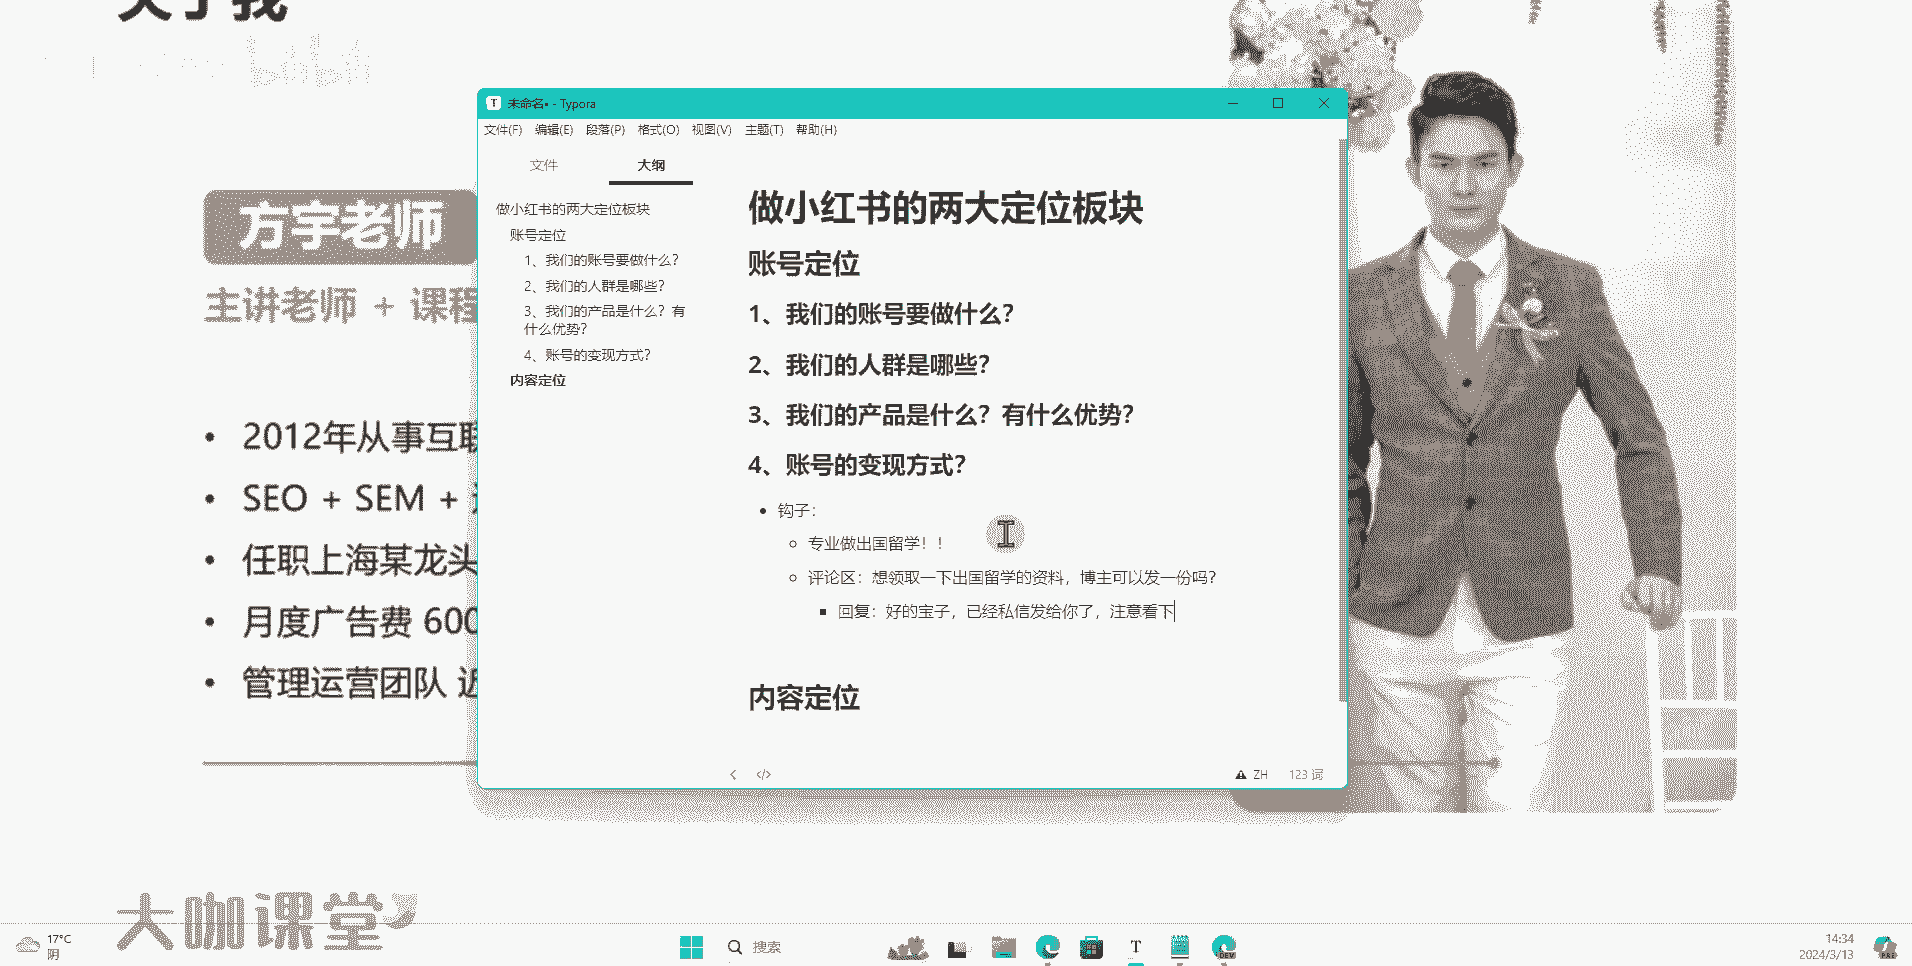 关于我
bilibili
方宇老师
主讲老师 + 课程
• 2012年从事互联
• SEO + SEM +
• 任职上海某龙头
• 月度广告费 600
• 管理运营团队 近
大咖课堂
未命名• - Typora
文件(F) 编辑(E) 段落(P) 格式(O) 视图(V) 主题(T) 帮助(H)
文件 大纲
做小红书的两大定位板块
账号定位
1、我们的账号要做什么？
2、我们的人群是哪些？
3、我们的产品是什么？有
什么优势？
4、账号的变现方式？
内容定位
做小红书的两大定位板块
账号定位
1、我们的账号要做什么？
2、我们的人群是哪些？
3、我们的产品是什么？有什么优势？
4、账号的变现方式？
钩子：
专业做出国留学！！
评论区：想领取一下出国留学的资料，博主可以发一份吗？
回复：好的宝子，已经私信发给你了，注意看下
内容定位
ZH 123 词
17°C
阴
搜索
14:34
2024/3/13